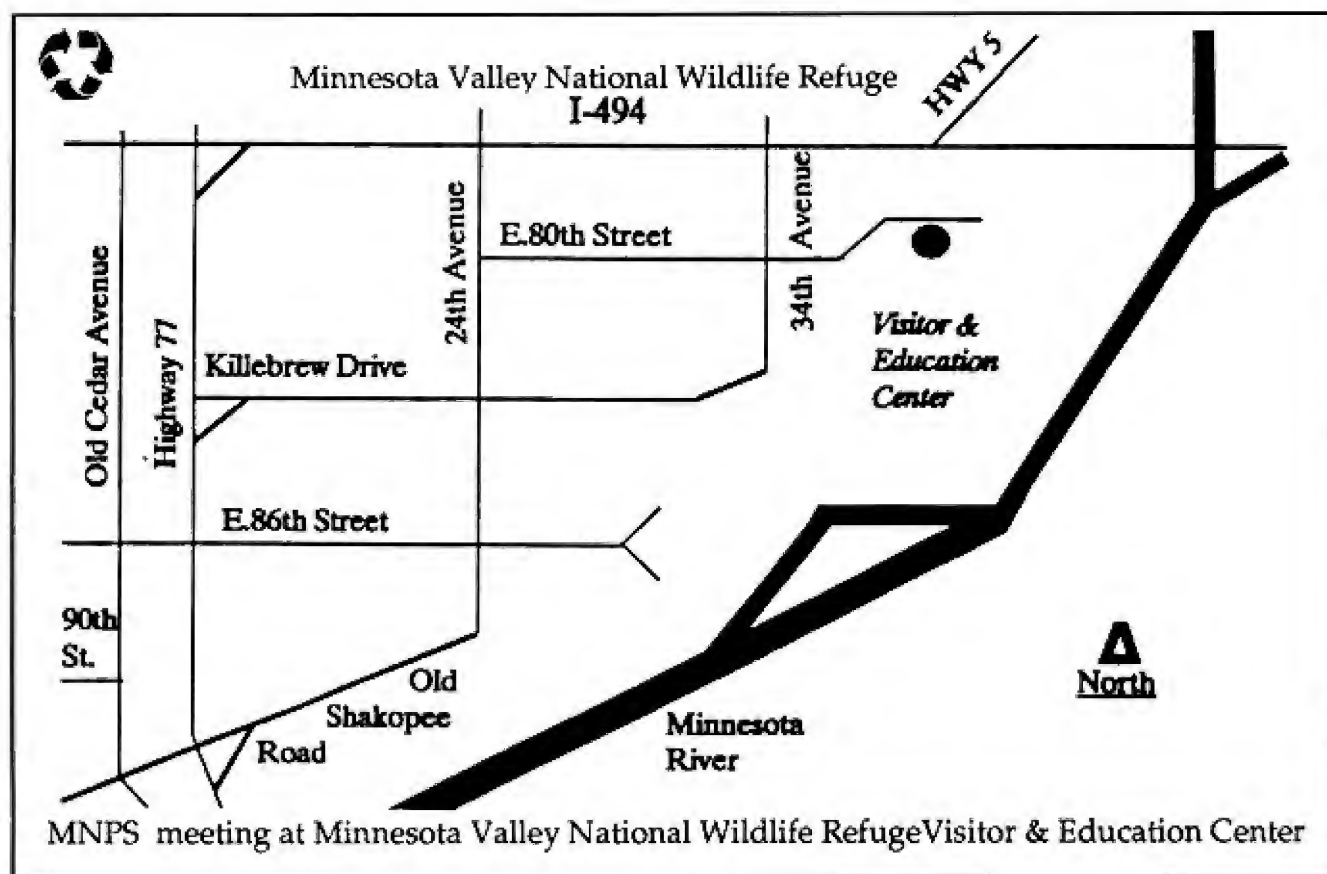 Minnesota Valley National Wildlife Refuge
I-494
HWY 5
Old Cedar Avenue
Highway 77
24th Avenue
34th Avenue
E.80th Street
Visitor &
Education
Center
Killebrew Drive
E.86th Street
90th
St.
Old
Shakopee
Road
Minnesota
River
North
MNPS meeting at Minnesota Valley National Wildlife RefugeVisitor & Education Center